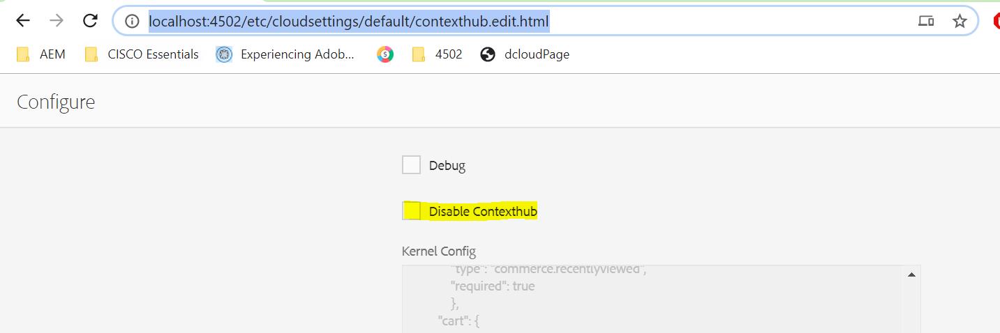 localhost:4502/etc/cloudsettings/default/contexthub.edit.html
AEM CISCO Essentials Experiencing Adob... S 4502 dcloudPage
Configure
Debug
Disable Contexthub
Kernel Config
"type": "commerce.recentlyviewed",
"required": true
},
"cart": {